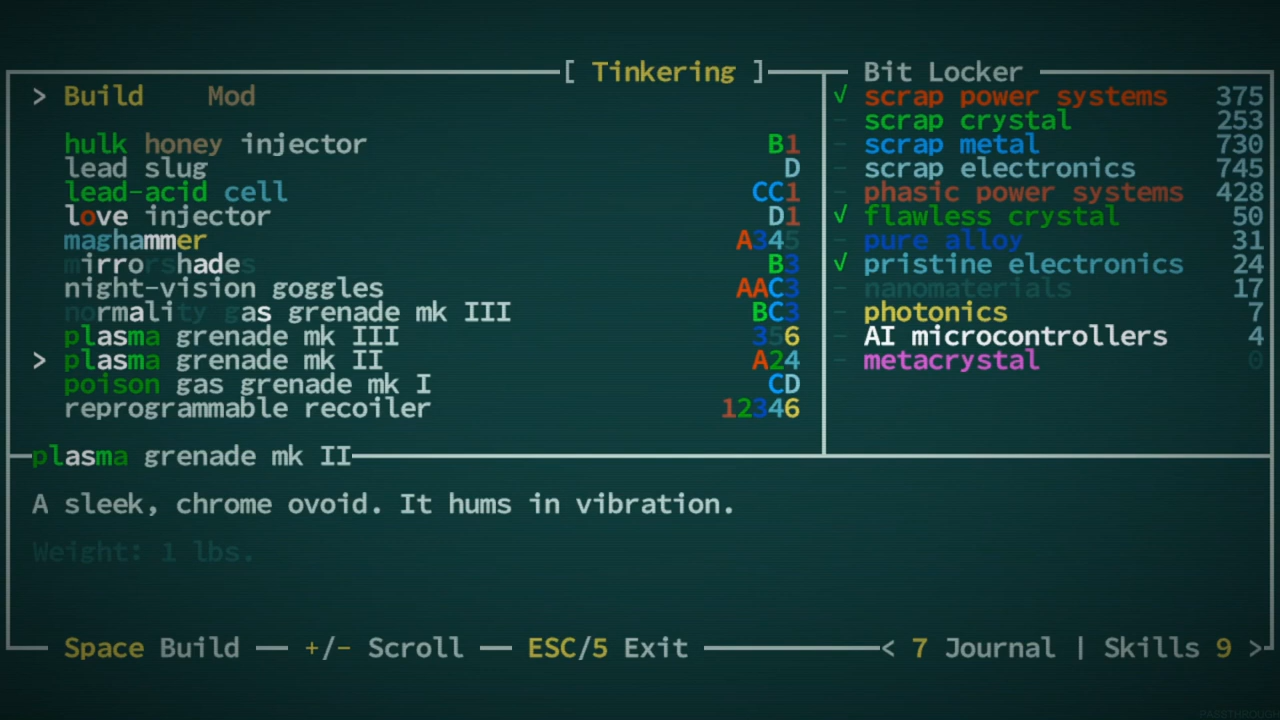 [ Tinkering ]
Bit Locker
> Build Mod
hulk honey injector B1
lead slug D
lead-acid cell CC1
love injector D1
maghammer A345
mirrorshades B3
night-vision goggles AAC3
normality gas grenade mk III BC3
plasma grenade mk III 356
> plasma grenade mk II A24
poison gas grenade mk I CD
reprogrammable recoiler 12346
√ scrap power systems 375
- scrap crystal 253
- scrap metal 730
- scrap electronics 745
- phasic power systems 428
√ flawless crystal 50
- pure alloy 31
√ pristine electronics 24
- nanomaterials 17
- photonics 7
- AI microcontrollers 4
- metacrystal 0
plasma grenade mk II
A sleek, chrome ovoid. It hums in vibration.
Weight: 1 lbs.
Space Build — +/- Scroll — ESC/5 Exit
< 7 Journal | Skills 9 >